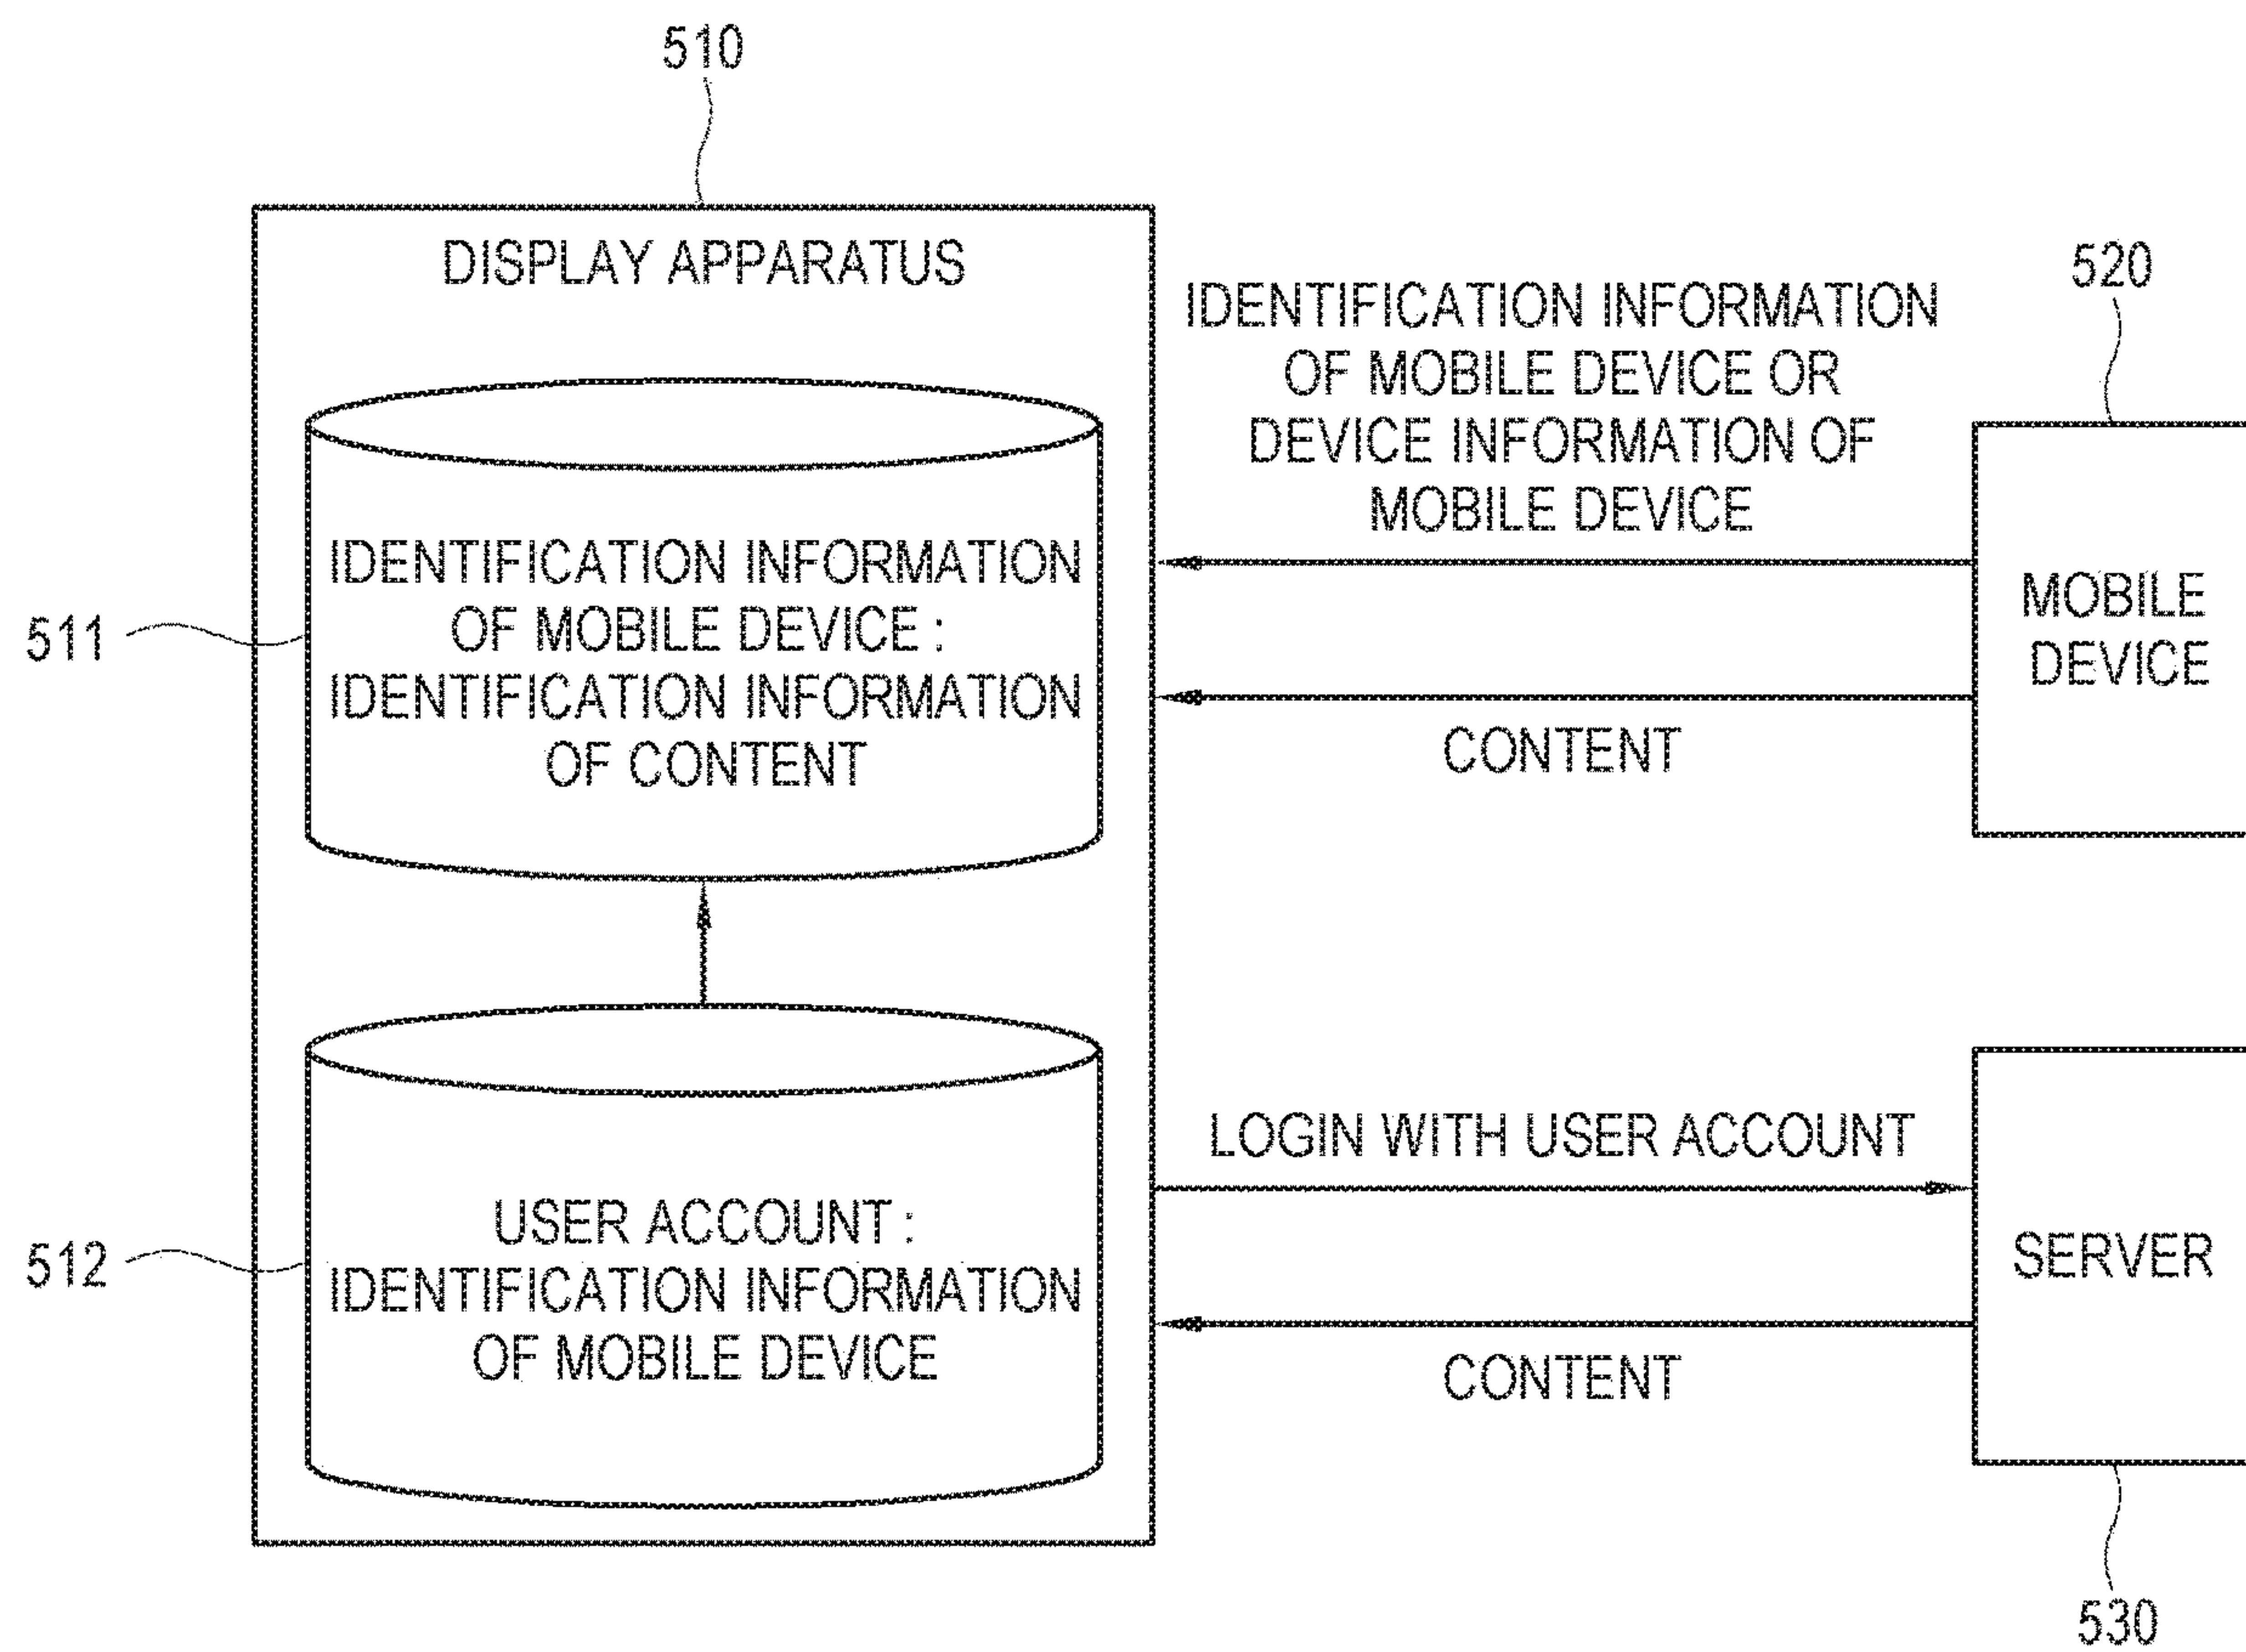 510
DISPLAY APPARATUS
IDENTIFICATION INFORMATION
OF MOBILE DEVICE OR
DEVICE INFORMATION OF
MOBILE DEVICE
520
511
IDENTIFICATION INFORMATION
OF MOBILE DEVICE :
IDENTIFICATION INFORMATION
OF CONTENT
CONTENT
MOBILE
DEVICE
512
USER ACCOUNT :
IDENTIFICATION INFORMATION
OF MOBILE DEVICE
LOGIN WITH USER ACCOUNT
CONTENT
SERVER
530